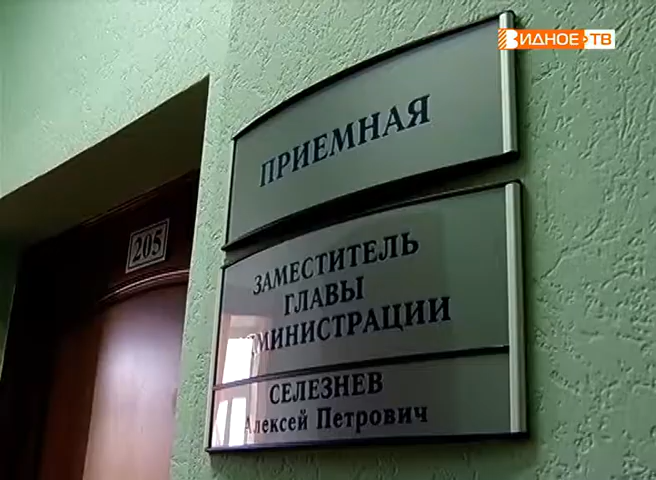 ВИДНОЕ ТВ
ПРИЕМНАЯ
205
ЗАМЕСТИТЕЛЬ
ГЛАВЫ
АДМИНИСТРАЦИИ
СЕЛЕЗНЕВ
Алексей Петрович